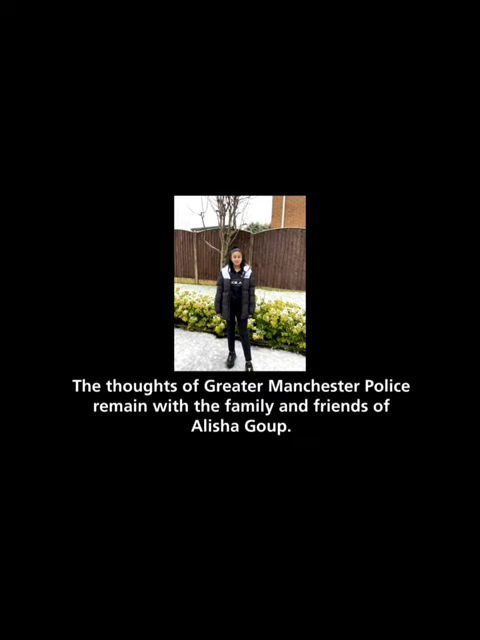 The thoughts of Greater Manchester Police
remain with the family and friends of
Alisha Goup.